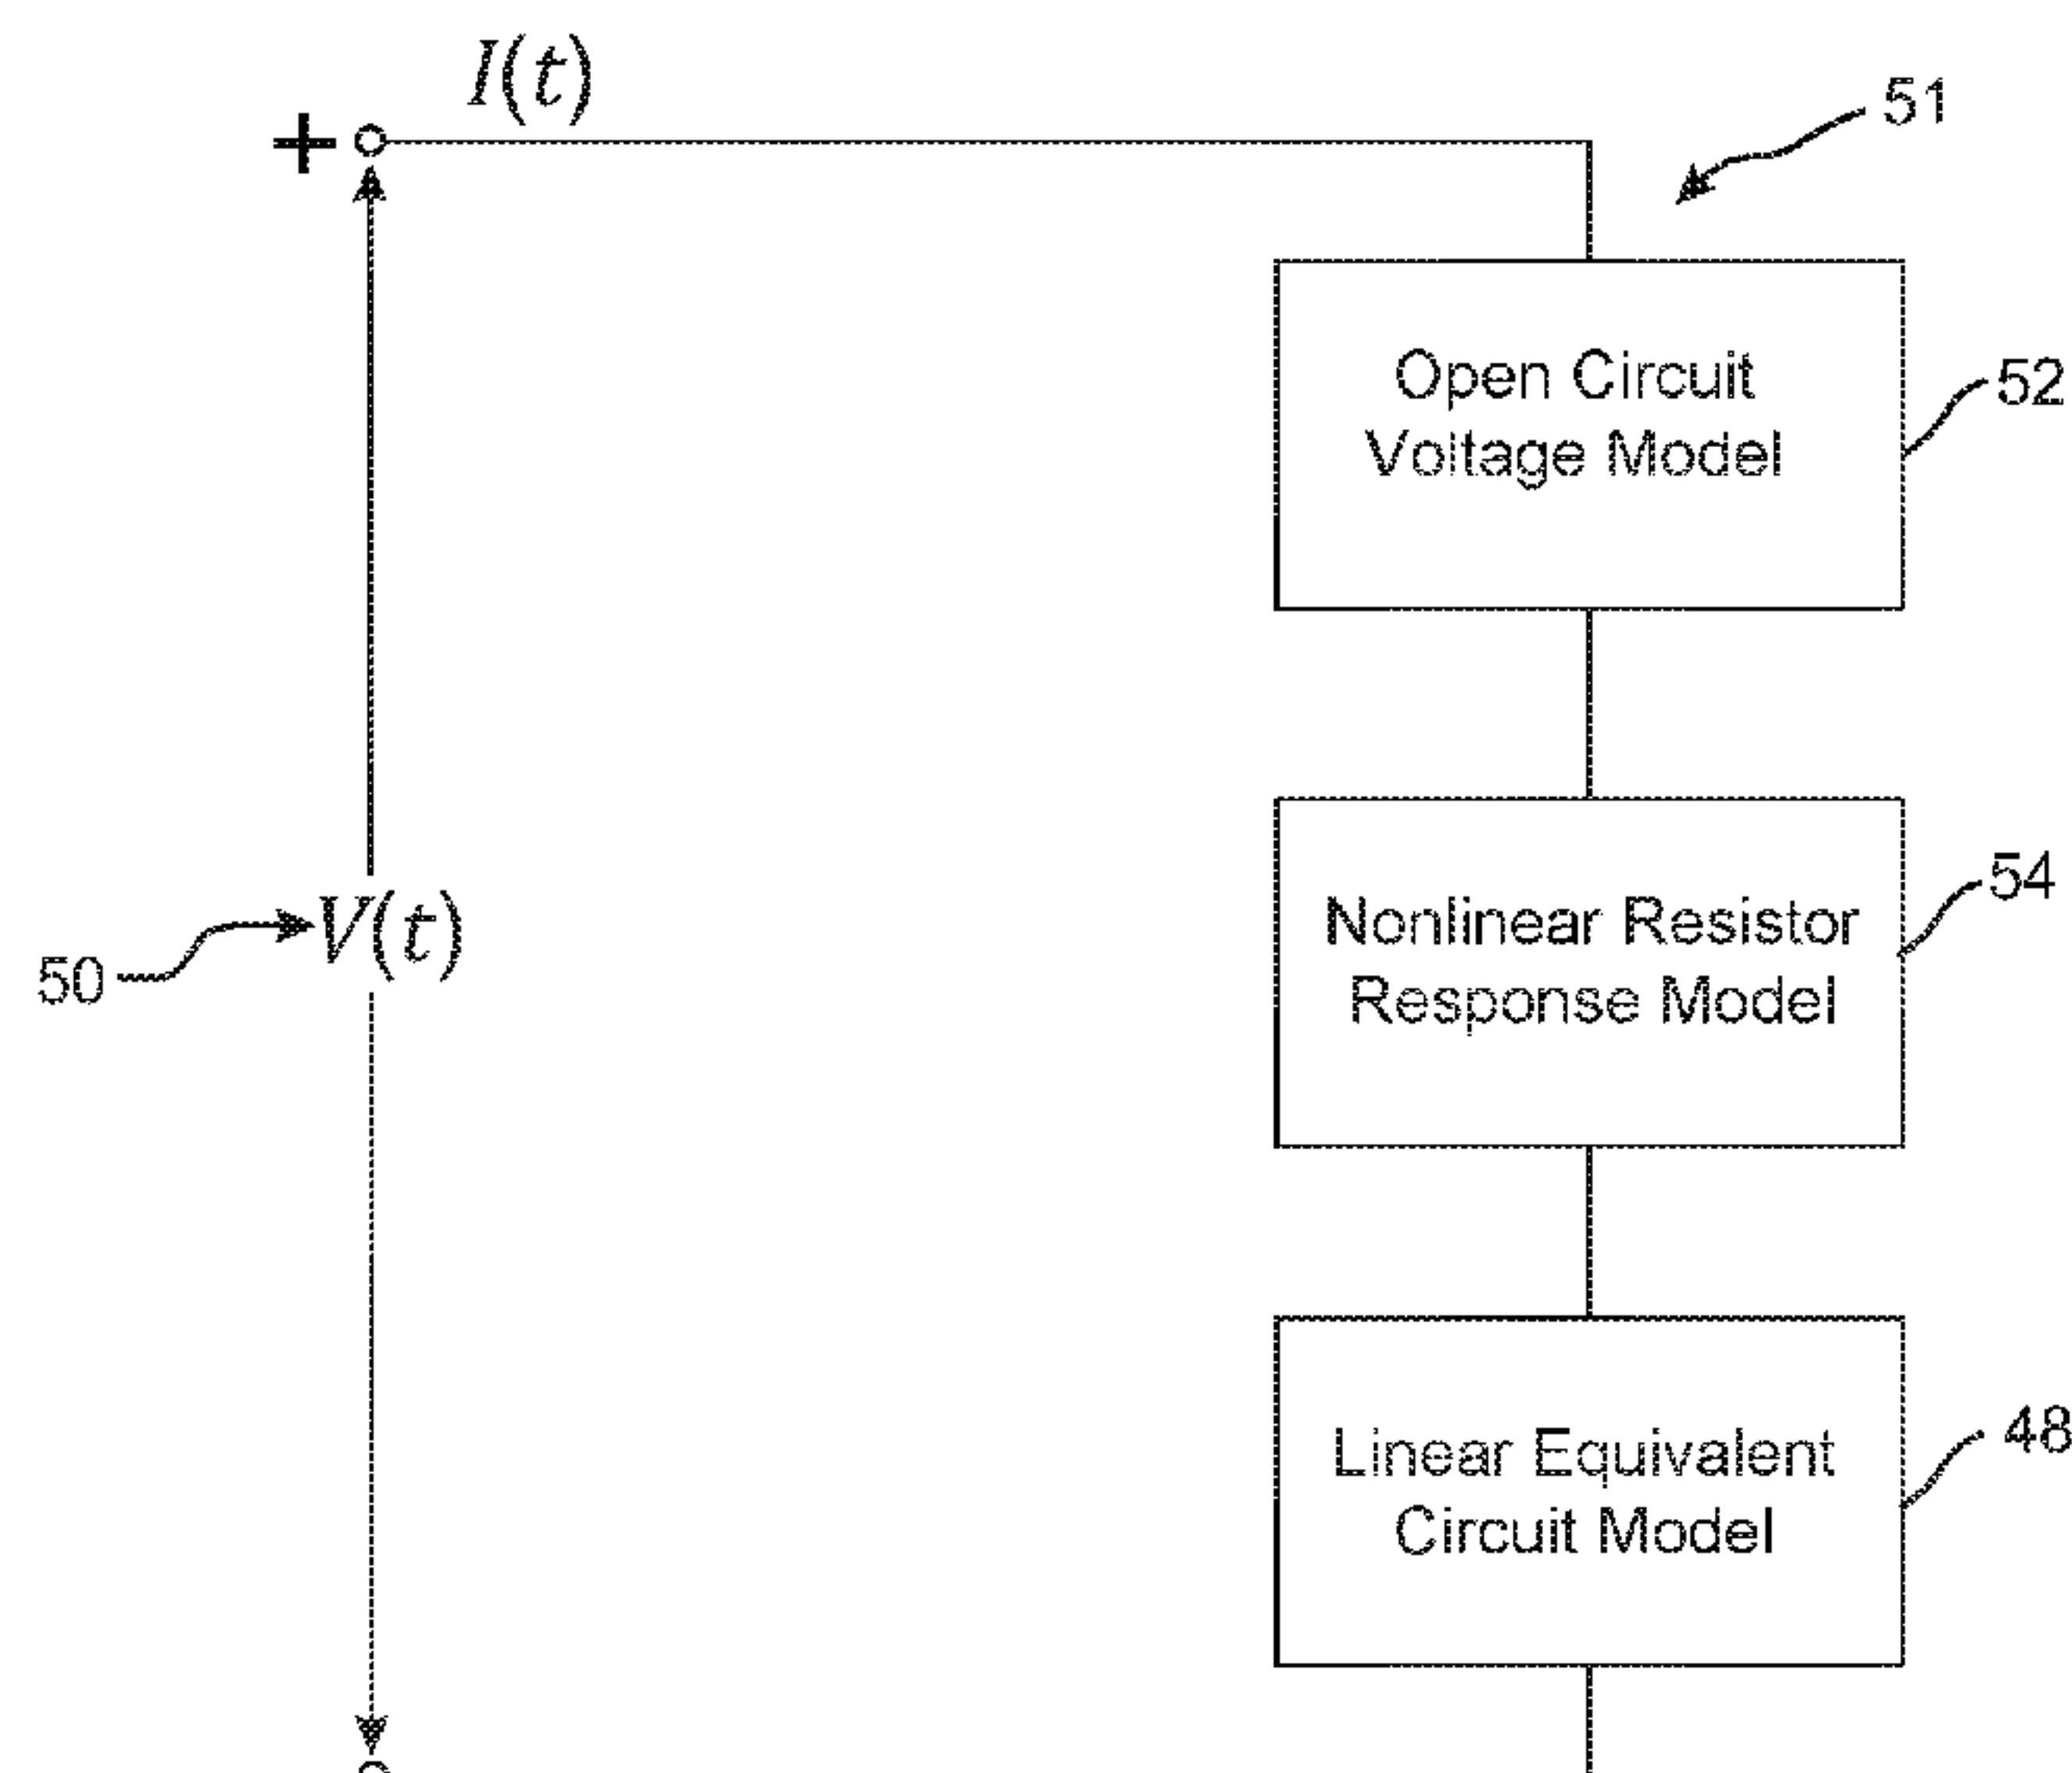 I(t)
+
51
Open Circuit
Voltage Model
52
50
V(t)
Nonlinear Resistor
Response Model
54
Linear Equivalent
Circuit Model
48